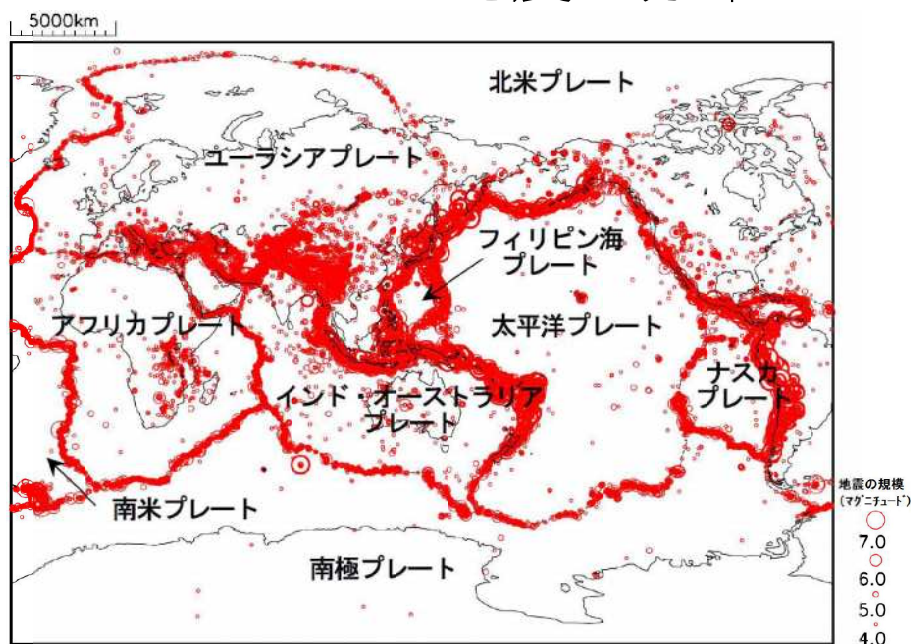 5000km
北米プレート
ユーラシアプレート
フィリピン海
プレート
アフリカプレート
太平洋プレート
ナスカ
プレート
インド・オーストラリア
プレート
南米プレート
南極プレート
地震の規模
(マグニチュード)
7.0
6.0
5.0
4.0